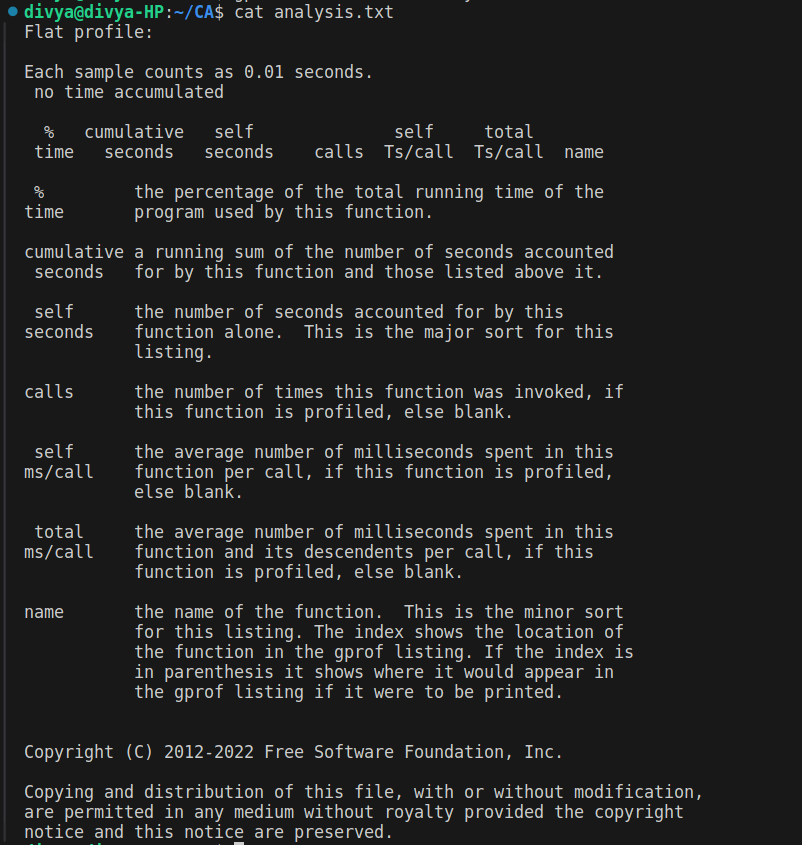 divya@divya-HP:~/CA$ cat analysis.txt
Flat profile:

Each sample counts as 0.01 seconds.
 no time accumulated

  %   cumulative   self              self     total
 time   seconds   seconds    calls  Ts/call  Ts/call  name

 %         the percentage of the total running time of the
time       program used by this function.

cumulative a running sum of the number of seconds accounted
 seconds   for by this function and those listed above it.

 self      the number of seconds accounted for by this
seconds    function alone.  This is the major sort for this
           listing.

calls      the number of times this function was invoked, if
           this function is profiled, else blank.

 self      the average number of milliseconds spent in this
ms/call    function per call, if this function is profiled,
           else blank.

 total     the average number of milliseconds spent in this
ms/call    function and its descendents per call, if this
           function is profiled, else blank.

name       the name of the function.  This is the minor sort
           for this listing. The index shows the location of
           the function in the gprof listing. If the index is
           in parenthesis it shows where it would appear in
           the gprof listing if it were to be printed.

Copyright (C) 2012-2022 Free Software Foundation, Inc.

Copying and distribution of this file, with or without modification,
are permitted in any medium without royalty provided the copyright
notice and this notice are preserved.